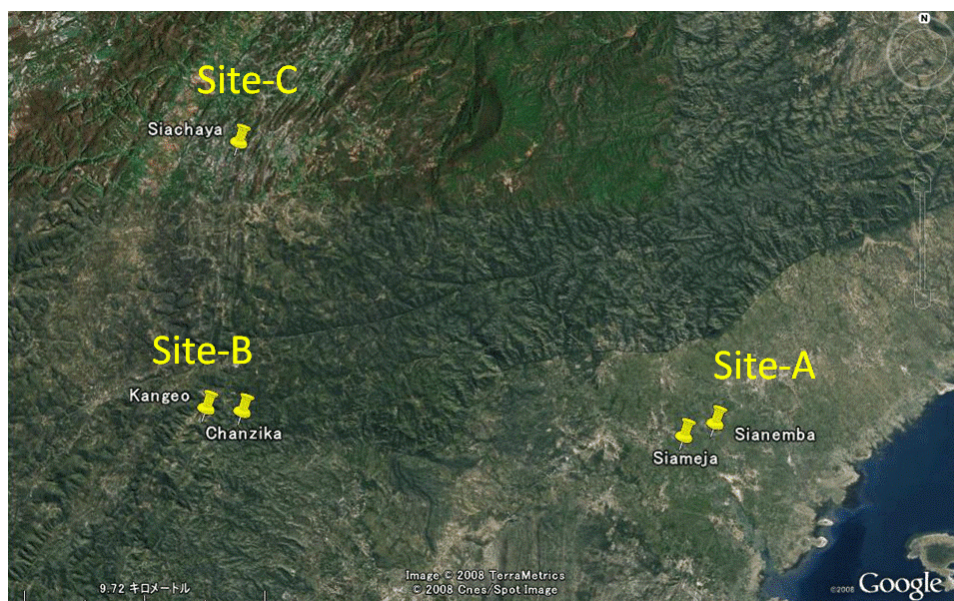 N
Site-C
Siachaya
Site-B
Kangeo
Chanzika
Site-A
Sianemba
Siameja
9.72 キロメートル
Image © 2008 TerraMetrics
© 2008 Cnes/Spot Image
©2008 Google